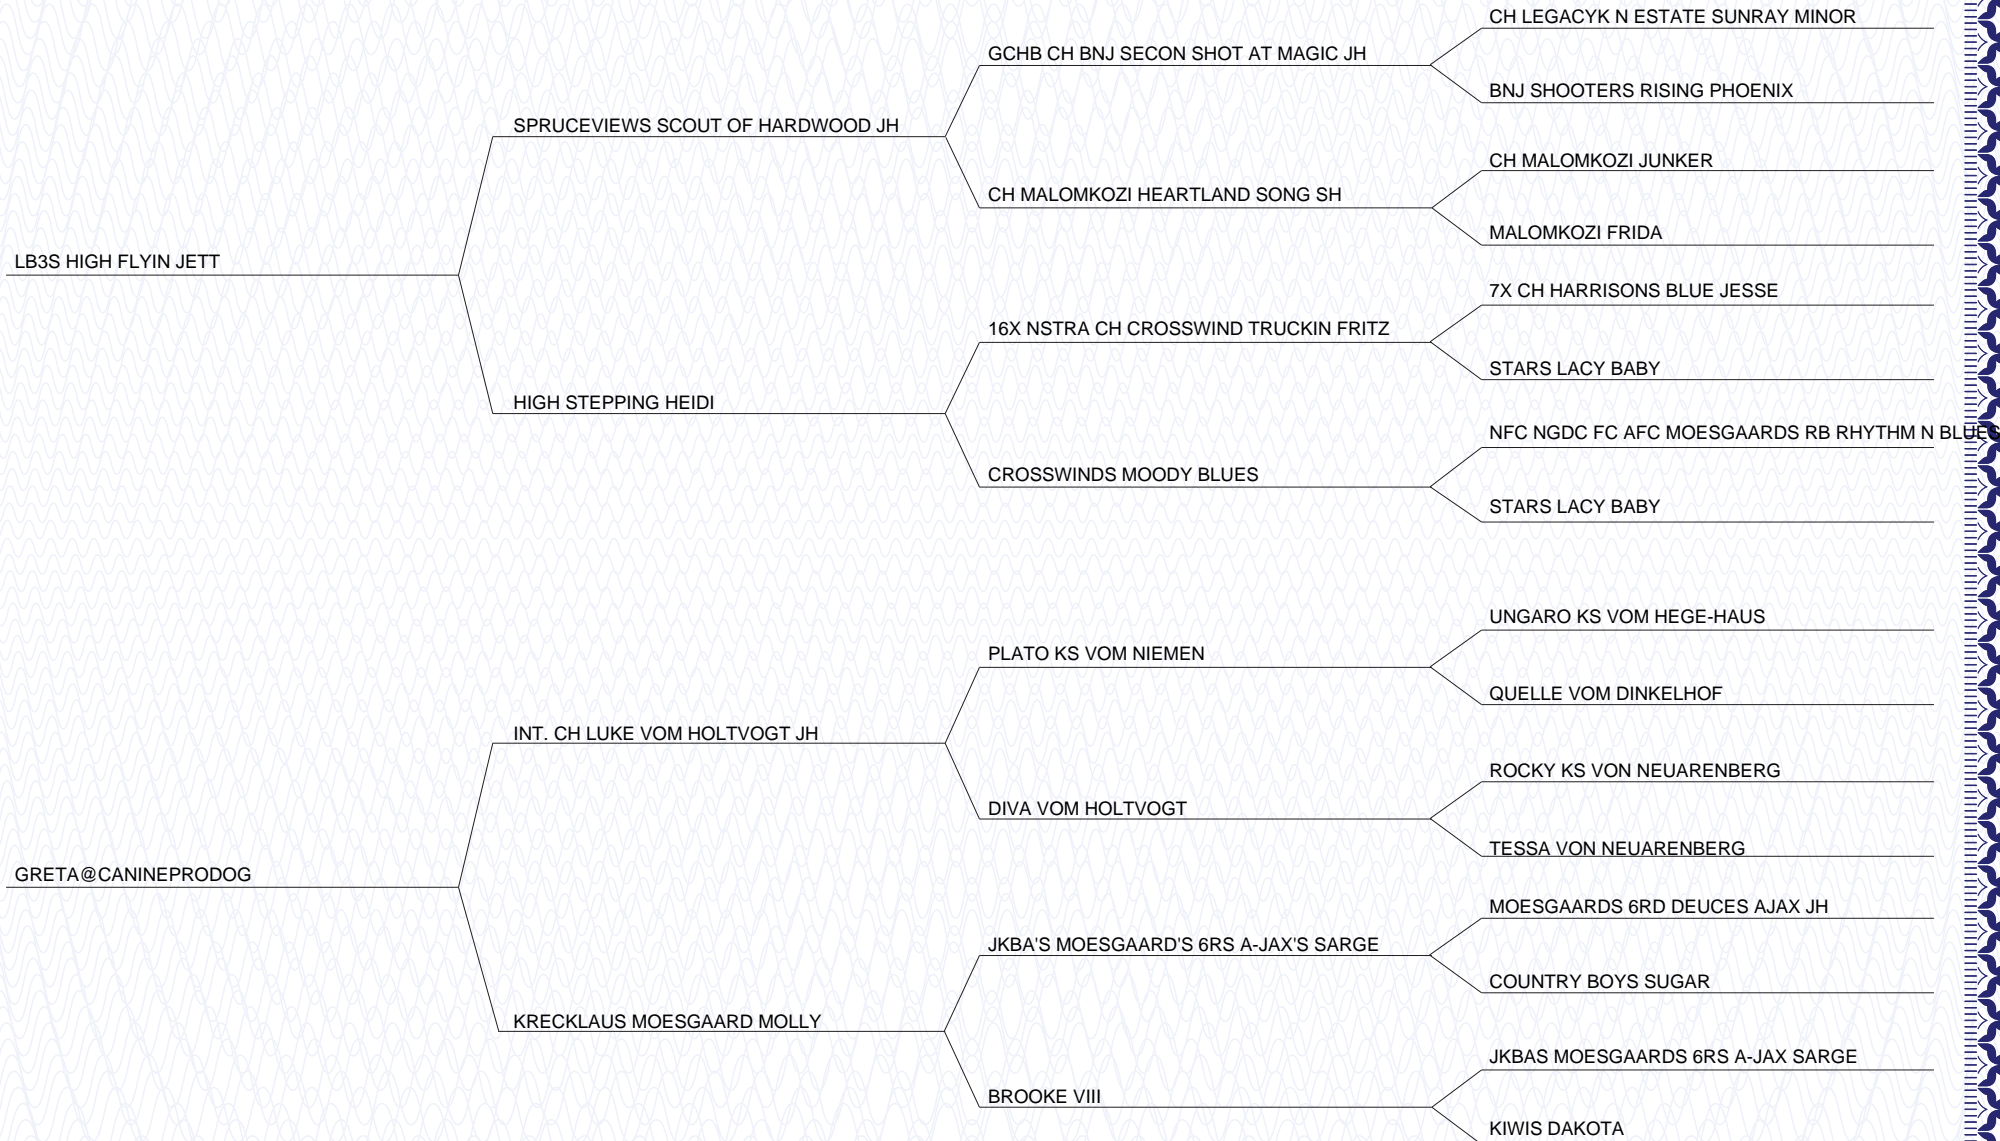 CH LEGACYK N ESTATE SUNRAY MINOR
GCHB CH BNJ SECON SHOT AT MAGIC JH
BNJ SHOOTERS RISING PHOENIX
SPRUCEVIEWS SCOUT OF HARDWOOD JH
CH MALOMKOZI JUNKER
CH MALOMKOZI HEARTLAND SONG SH
MALOMKOZI FRIDA
LB3S HIGH FLYIN JETT
7X CH HARRISONS BLUE JESSE
16X NSTRA CH CROSSWIND TRUCKIN FRITZ
STARS LACY BABY
HIGH STEPPING HEIDI
NFC NGDC FC AFC MOESGAARDS RB RHYTHM N BLUES
CROSSWINDS MOODY BLUES
STARS LACY BABY
UNGARO KS VOM HEGE-HAUS
PLATO KS VOM NIEMEN
QUELLE VOM DINKELHOF
INT. CH LUKE VOM HOLTVOGT JH
ROCKY KS VON NEUARENBERG
DIVA VOM HOLTVOGT
TESSA VON NEUARENBERG
GRETA@CANINEPRODOG
MOESGAARDS 6RD DEUCES AJAX JH
JKBA'S MOESGAARD'S 6RS A-JAX'S SARGE
COUNTRY BOYS SUGAR
KRECKLAUS MOESGAARD MOLLY
JKBAS MOESGAARDS 6RS A-JAX SARGE
BROOKE VIII
KIWIS DAKOTA